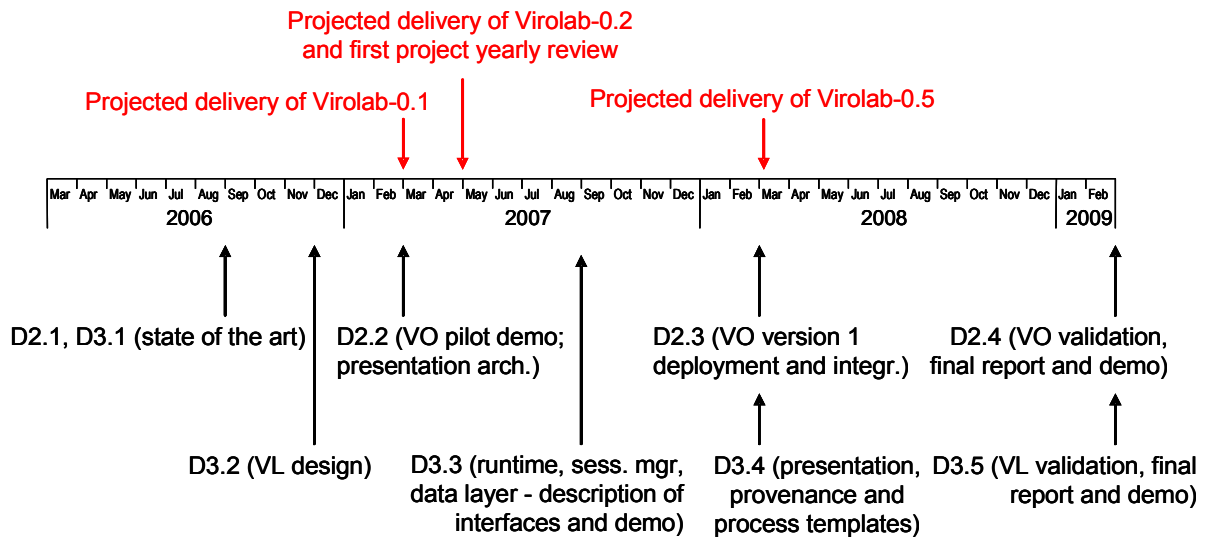 Projected delivery of Virolab-0.2
and first project yearly review
Projected delivery of Virolab-0.1
Projected delivery of Virolab-0.5
Mar Apr May Jun Jul Aug Sep Oct Nov Dec Jan Feb Mar Apr May Jun Jul Aug Sep Oct Nov Dec Jan Feb Mar Apr May Jun Jul Aug Sep Oct Nov Dec Jan Feb
2006 2007 2008 2009
D2.1, D3.1 (state of the art)
D2.2 (VO pilot demo;
presentation arch.)
D2.3 (VO version 1
deployment and integr.)
D2.4 (VO validation,
final report and demo)
D3.2 (VL design)
D3.3 (runtime, sess. mgr,
data layer - description of
interfaces and demo)
D3.4 (presentation,
provenance and
process templates)
D3.5 (VL validation, final
report and demo)